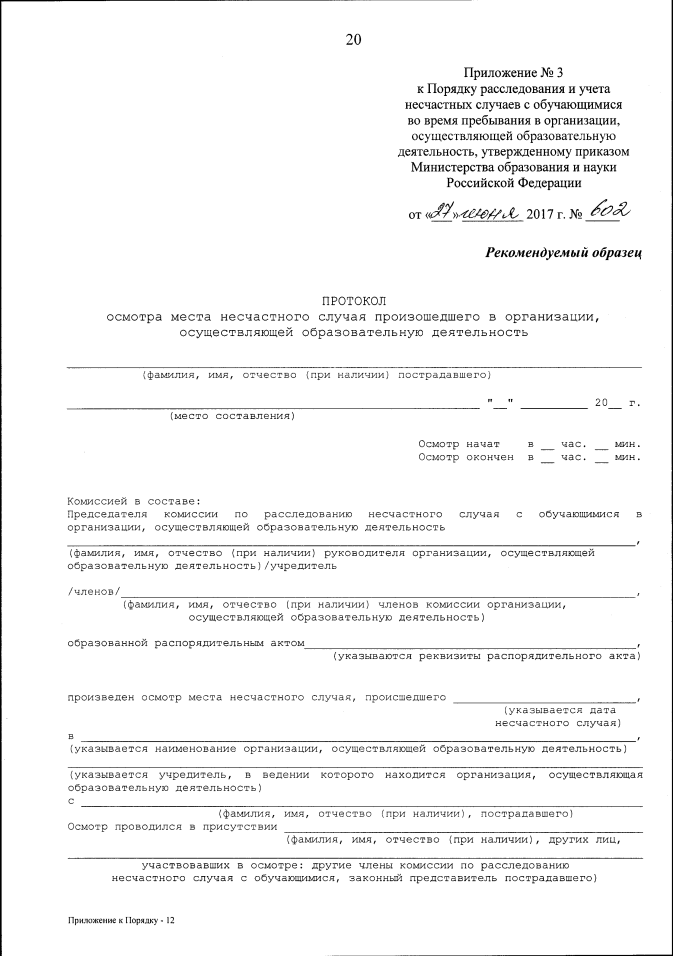 20
Приложение № 3
к Порядку расследования и учета
несчастных случаев с обучающимися
во время пребывания в организации,
осуществляющей образовательную
деятельность, утвержденному приказом
Министерства образования и науки
Российской Федерации
от «27» июня 2017 г. № 602
Рекомендуемый образец
ПРОТОКОЛ
осмотра места несчастного случая произошедшего в организации,
осуществляющей образовательную деятельность
(фамилия, имя, отчество (при наличии) пострадавшего)
"__" __________ 20__ г.
(место составления)
Осмотр начат в __ час. __ мин.
Осмотр окончен в __ час. __ мин.
Комиссией в составе:
Председателя комиссии по расследованию несчастного случая с обучающимися в
организации, осуществляющей образовательную деятельность
,
(фамилия, имя, отчество (при наличии) руководителя организации, осуществляющей
образовательную деятельность)/учредитель
/члены/ ,
(фамилия, имя, отчество (при наличии) членов комиссии организации,
осуществляющей образовательную деятельность)
образованной распорядительным актом ,
(указываются реквизиты распорядительного акта)
произведен осмотр места несчастного случая, происшедшего ,
(указывается дата
несчастного случая)
в ,
(указывается наименование организации, осуществляющей образовательную деятельность)
(указывается учредитель, в ведении которого находится организация, осуществляющая
образовательную деятельность)
с
(фамилия, имя, отчество (при наличии), пострадавшего)
Осмотр проводился в присутствии
(фамилия, имя, отчество (при наличии), других лиц,
участвовавших в осмотре: другие члены комиссии по расследованию
несчастного случая с обучающимися, законный представитель пострадавшего)
Приложение к Порядку - 12